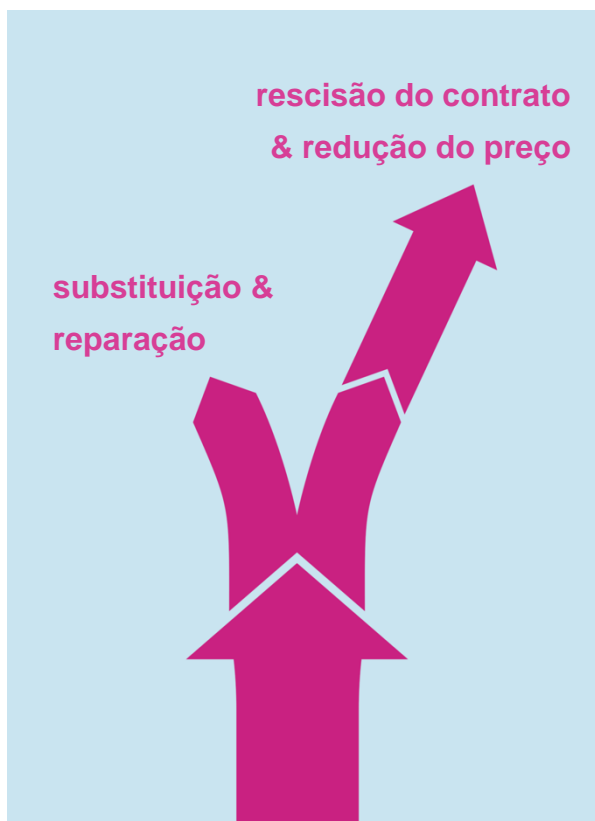 rescisão do contrato
& redução do preço
substituição &
reparação